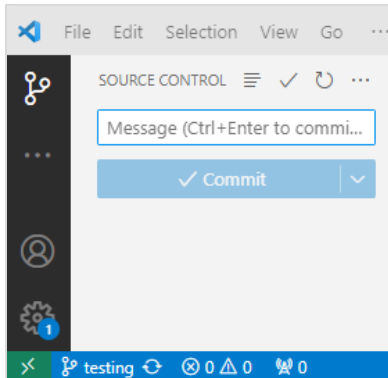 File Edit Selection View Go ...
SOURCE CONTROL ...
Message (Ctrl+Enter to commi...
Commit
1
testing 0 0 0